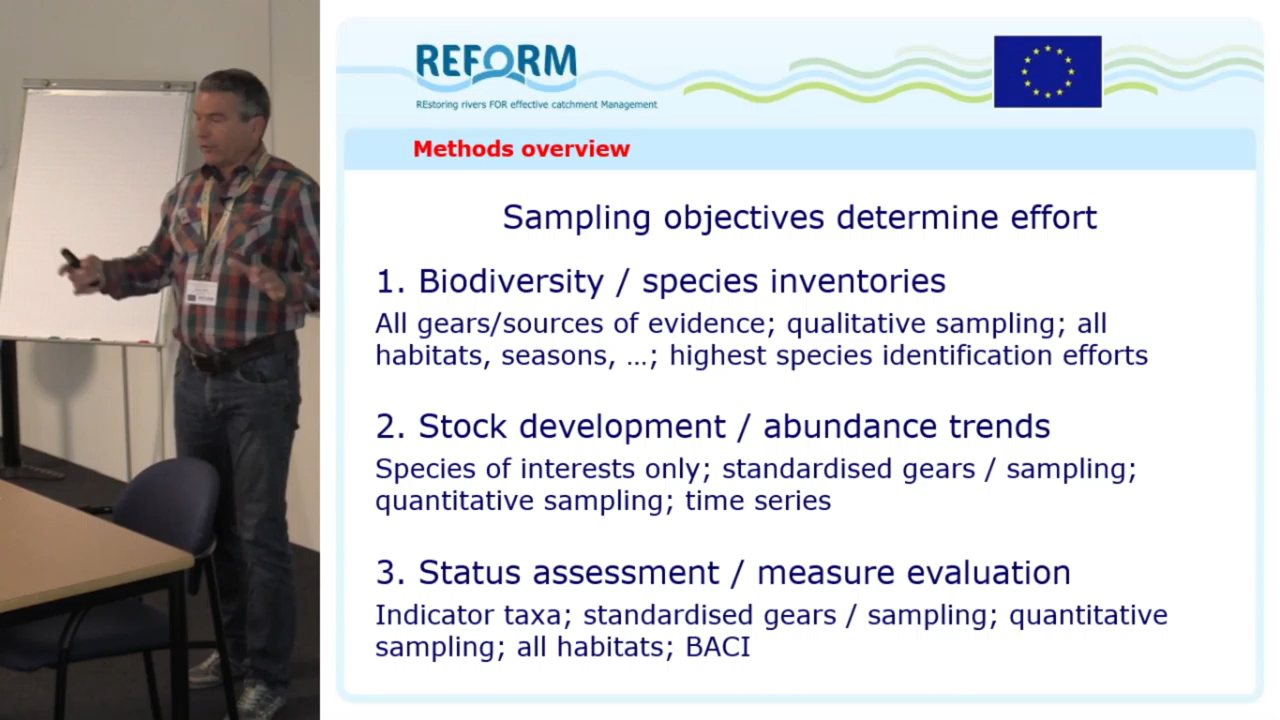 REFORM
REstoring rivers FOR effective catchment Management
Methods overview
Sampling objectives determine effort
1. Biodiversity / species inventories
All gears/sources of evidence; qualitative sampling; all
habitats, seasons, ...; highest species identification efforts
2. Stock development / abundance trends
Species of interests only; standardised gears / sampling;
quantitative sampling; time series
3. Status assessment / measure evaluation
Indicator taxa; standardised gears / sampling; quantitative
sampling; all habitats; BACI